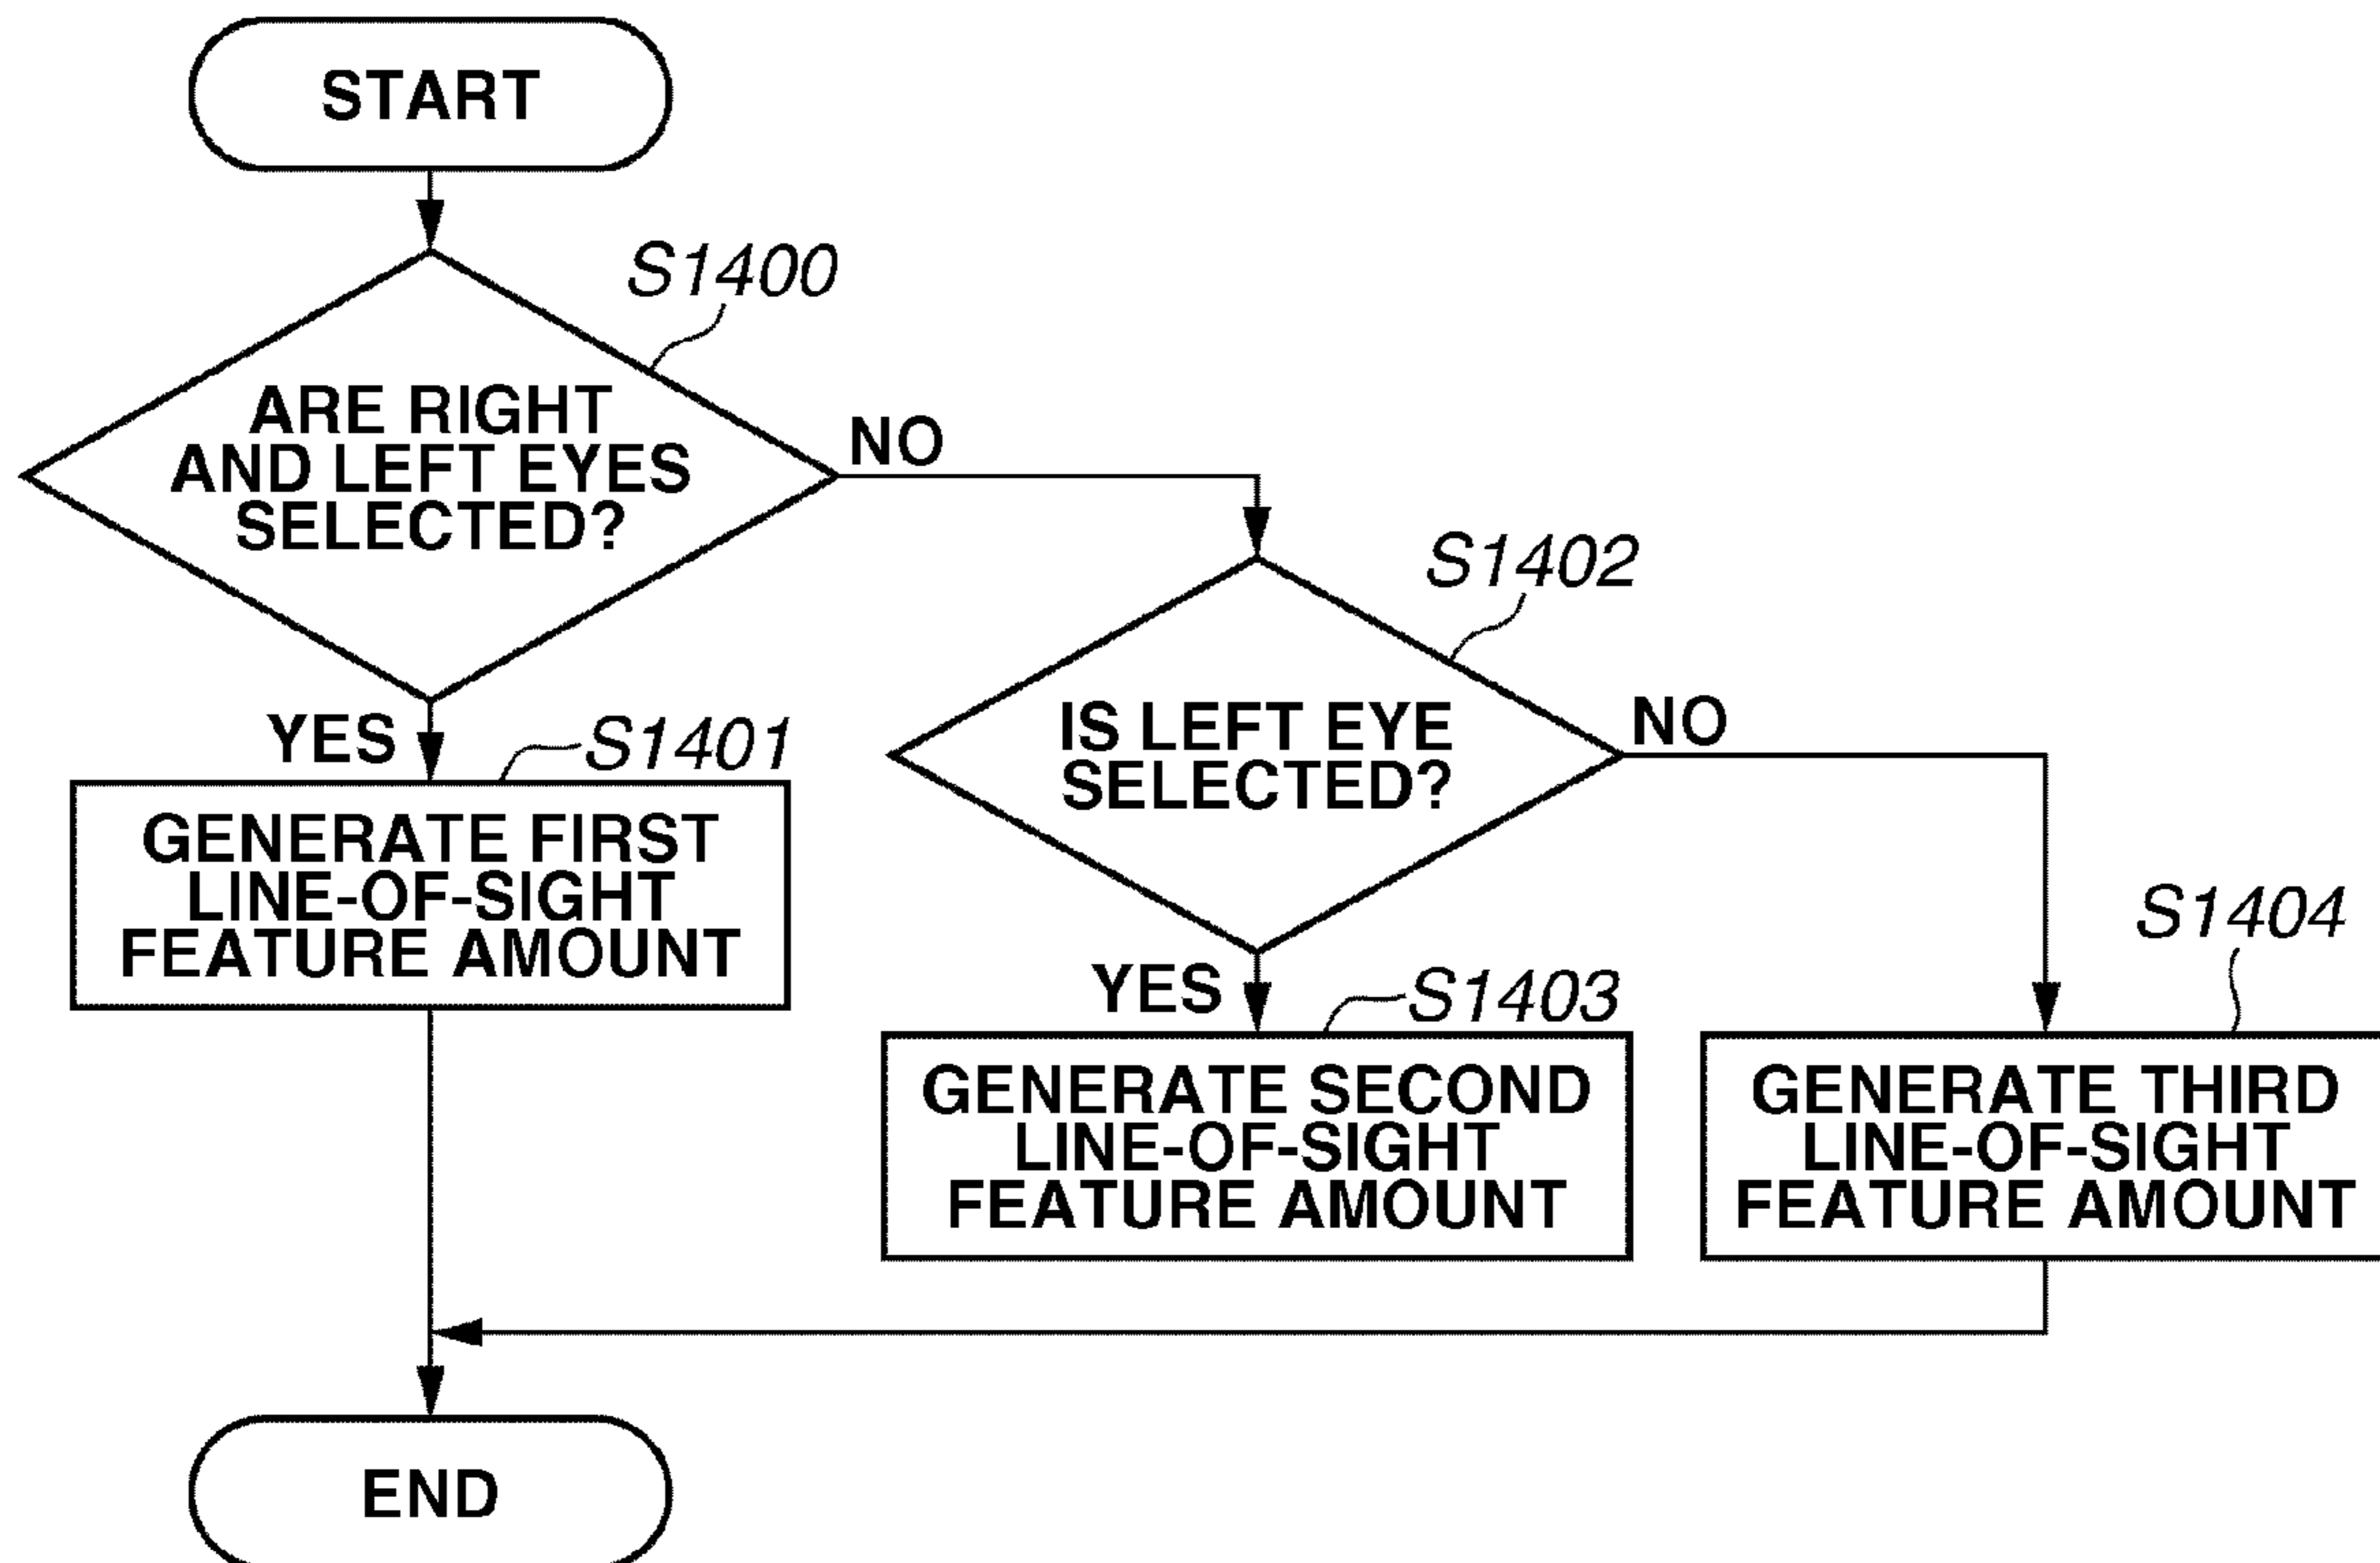 START
S1400
ARE RIGHT
AND LEFT EYES
SELECTED?
NO
S1402
IS LEFT EYE
SELECTED?
NO
YES
S1401
GENERATE FIRST
LINE-OF-SIGHT
FEATURE AMOUNT
YES
S1403
GENERATE SECOND
LINE-OF-SIGHT
FEATURE AMOUNT
S1404
GENERATE THIRD
LINE-OF-SIGHT
FEATURE AMOUNT
END